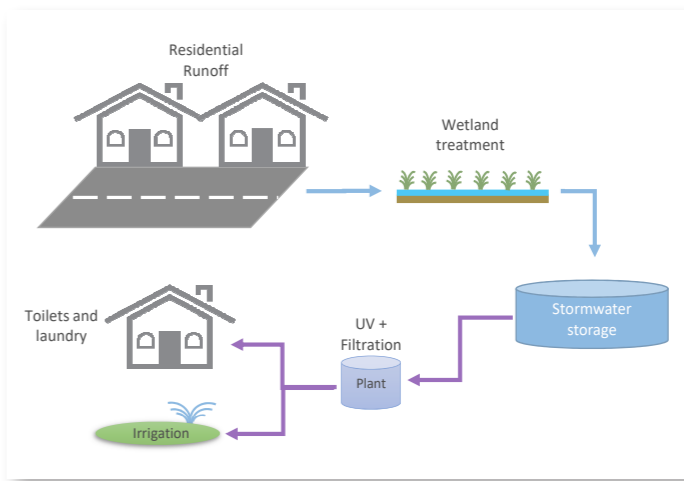 Residential
Runoff
Wetland
treatment
Stormwater
storage
UV +
Filtration
Plant
Toilets and
laundry
Irrigation